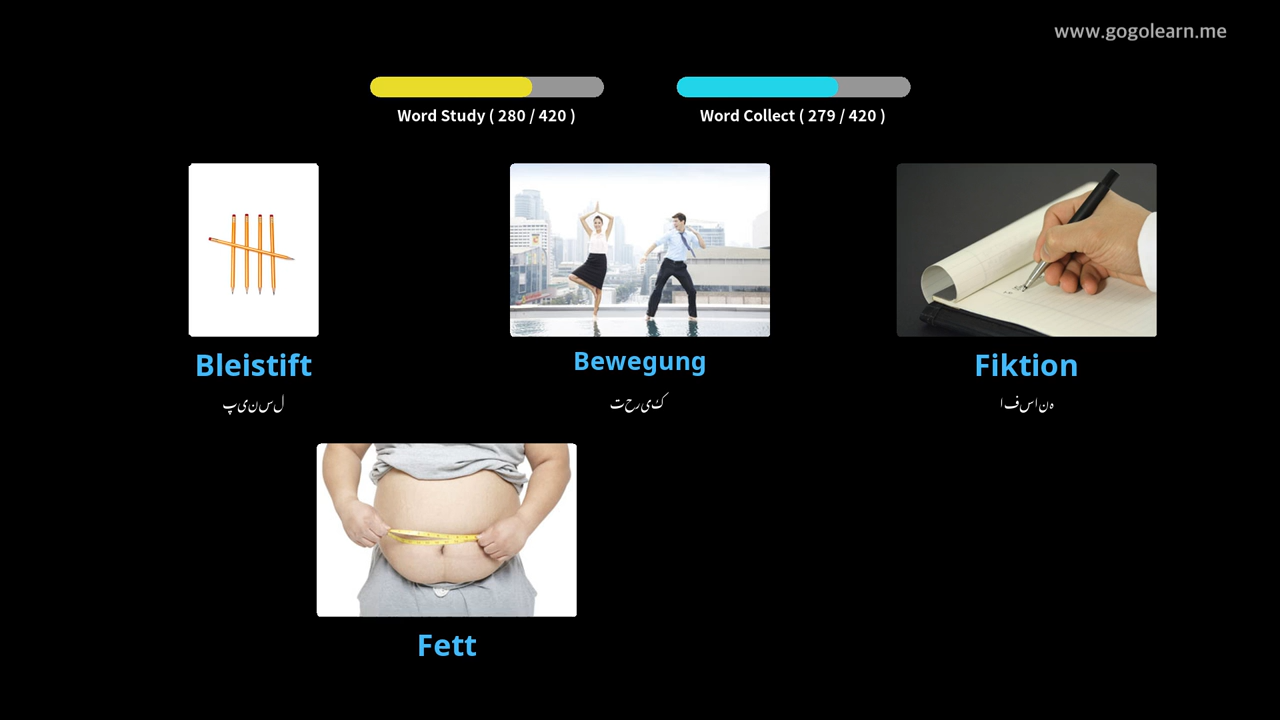 www.gogolearn.me
Word Study ( 280 / 420 )
Word Collect ( 279 / 420 )
Bleistift
پینسل
Bewegung
تحریک
Fiktion
افسانہ
Fett